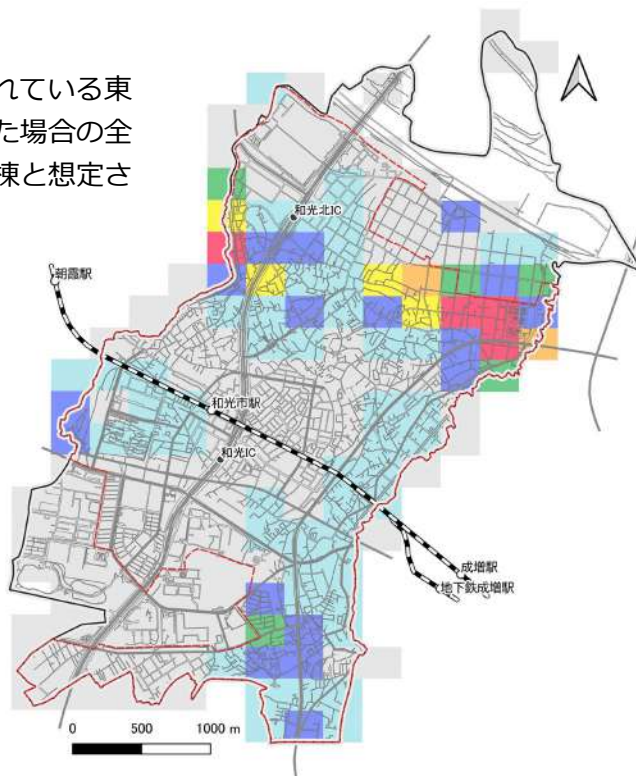 れている東
た場合の全
棟と想定さ
和光北IC
朝霞駅
和光市駅
和光IC
成増駅
地下鉄成増駅
0 500 1000 m